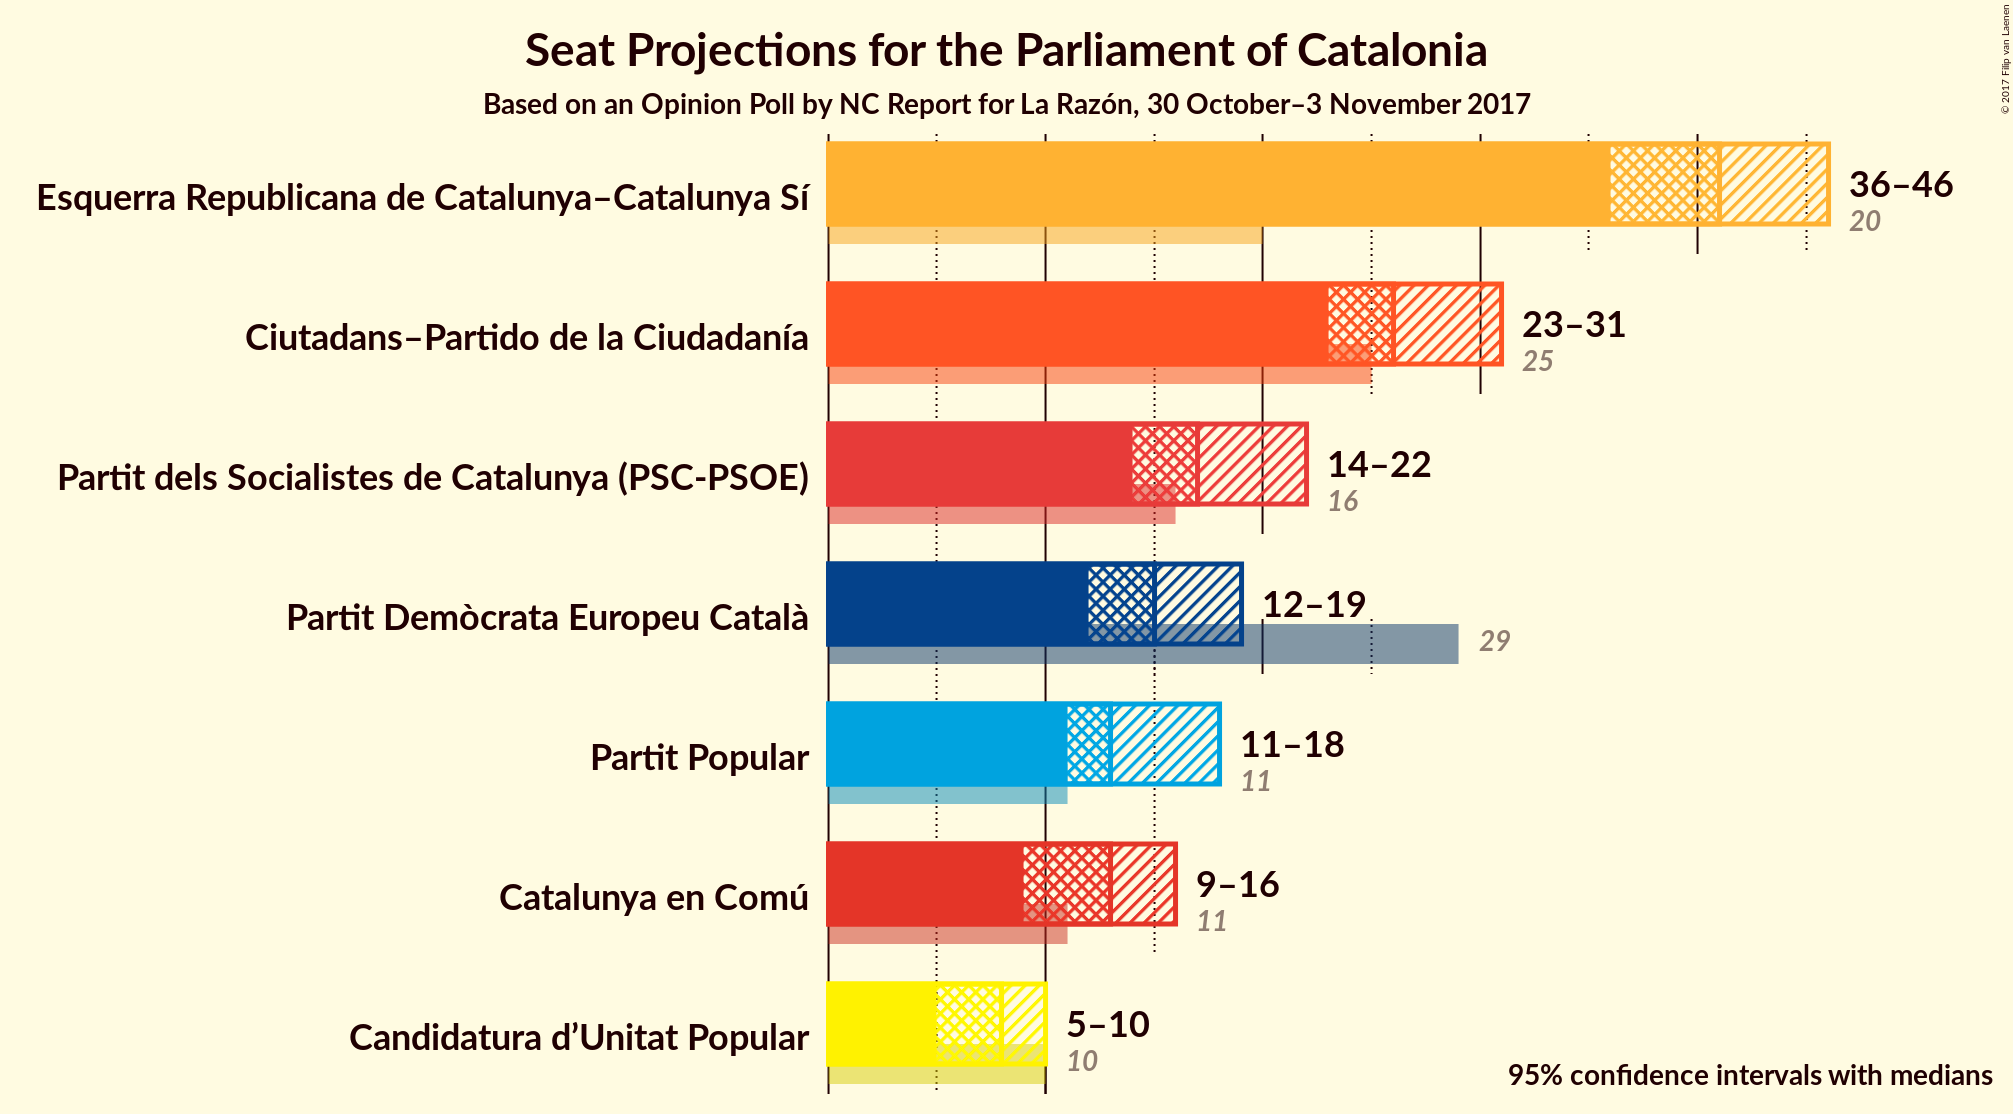 Seat Projections for the Parliament of Catalonia
Based on an Opinion Poll by NC Report for La Razón, 30 October–3 November 2017
© 2017 Filip van Laenen
Esquerra Republicana de Catalunya–Catalunya Sí
36–46
20
Ciutadans–Partido de la Ciudadanía
23–31
25
Partit dels Socialistes de Catalunya (PSC-PSOE)
14–22
16
Partit Demòcrata Europeu Català
12–19
29
Partit Popular
11–18
11
Catalunya en Comú
9–16
11
Candidatura d’Unitat Popular
5–10
10
95% confidence intervals with medians